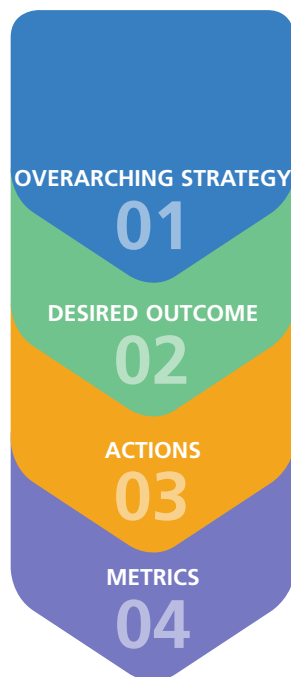 OVERARCHING STRATEGY
01
DESIRED OUTCOME
02
ACTIONS
03
METRICS
04